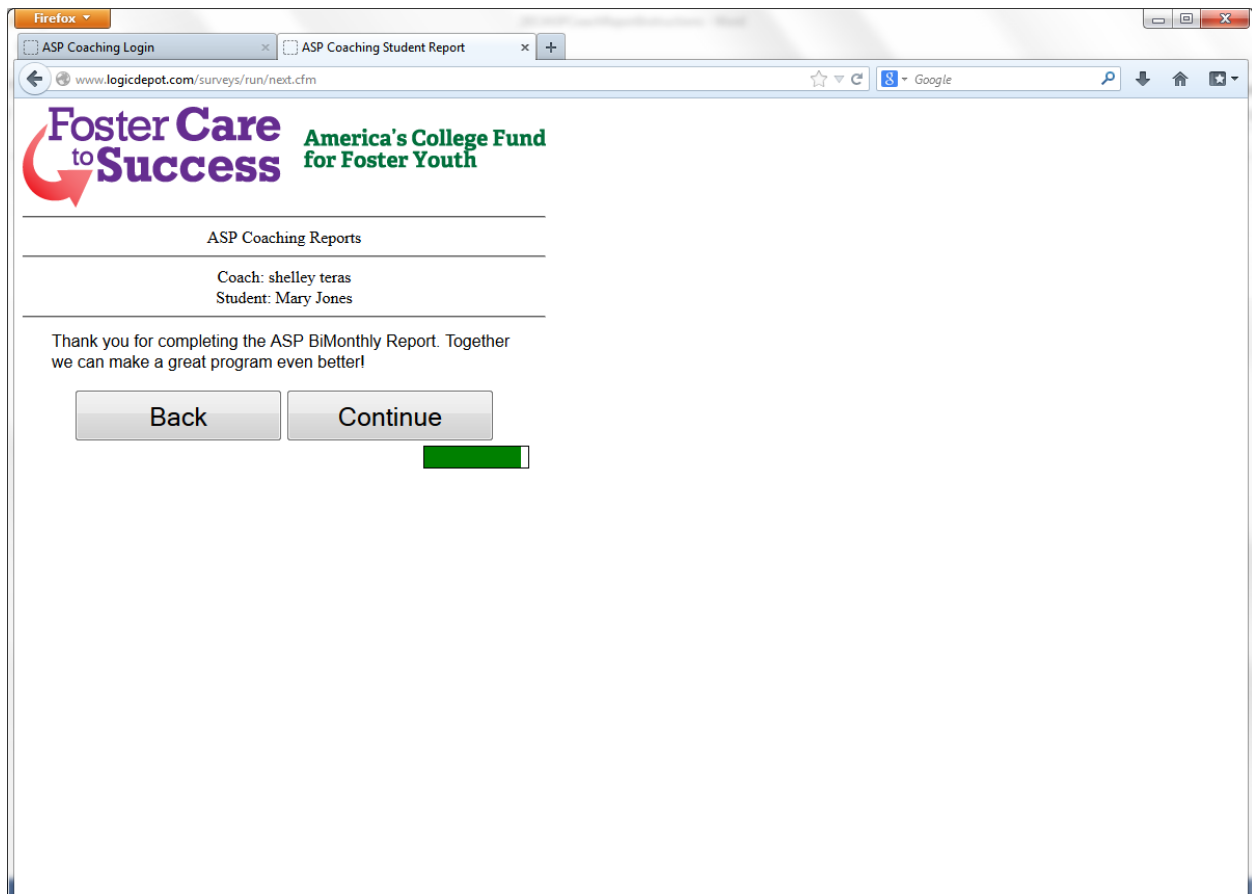 Firefox
ASP Coaching Login
ASP Coaching Student Report
www.logicdepot.com/surveys/run/next.cfm
Google
Foster Care
to Success
America's College Fund
for Foster Youth
ASP Coaching Reports
Coach: shelley teras
Student: Mary Jones
Thank you for completing the ASP BiMonthly Report. Together
we can make a great program even better!
Back
Continue